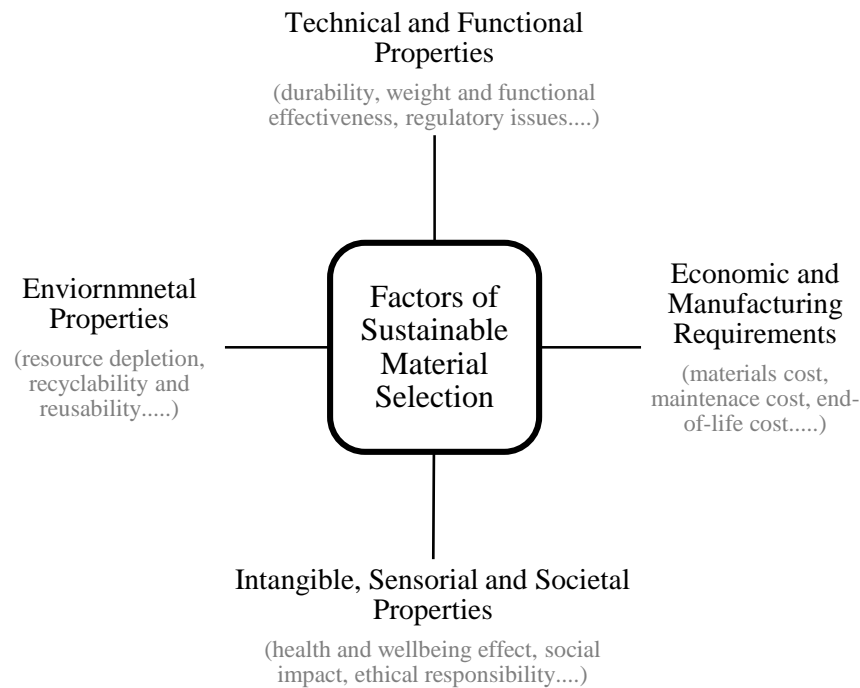 Technical and Functional
Properties
(durability, weight and functional
effectiveness, regulatory issues....)
Enviornmnetal
Properties
(resource depletion,
recyclability and
reusability.....)
Factors of
Sustainable
Material
Selection
Economic and
Manufacturing
Requirements
(materials cost,
maintenace cost, end-
of-life cost.....)
Intangible, Sensorial and Societal
Properties
(health and wellbeing effect, social
impact, ethical responsibility....)